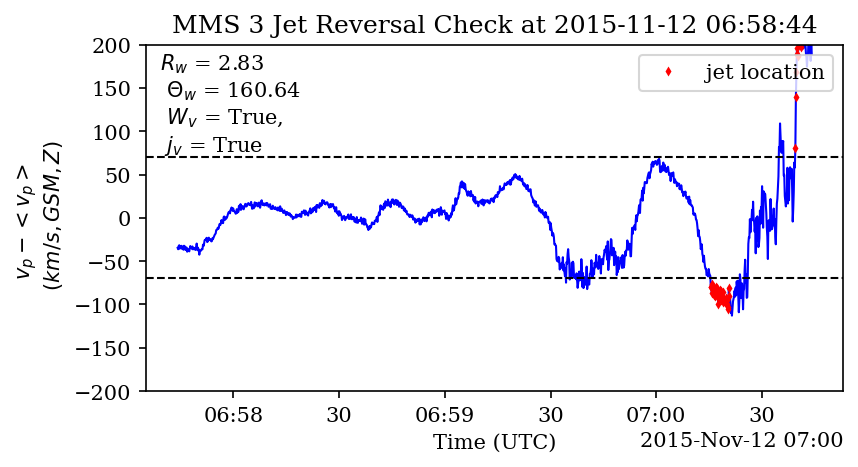 MMS 3 Jet Reversal Check at 2015-11-12 06:58:44
R_w = 2.83
Θ_w = 160.64
W_v = True,
j_v = True
jet location
v_p − < v_p >
(km/s, GSM, Z)
200
150
100
50
0
−50
−100
−150
−200
06:58
30
06:59
30
07:00
30
Time (UTC)
2015-Nov-12 07:00